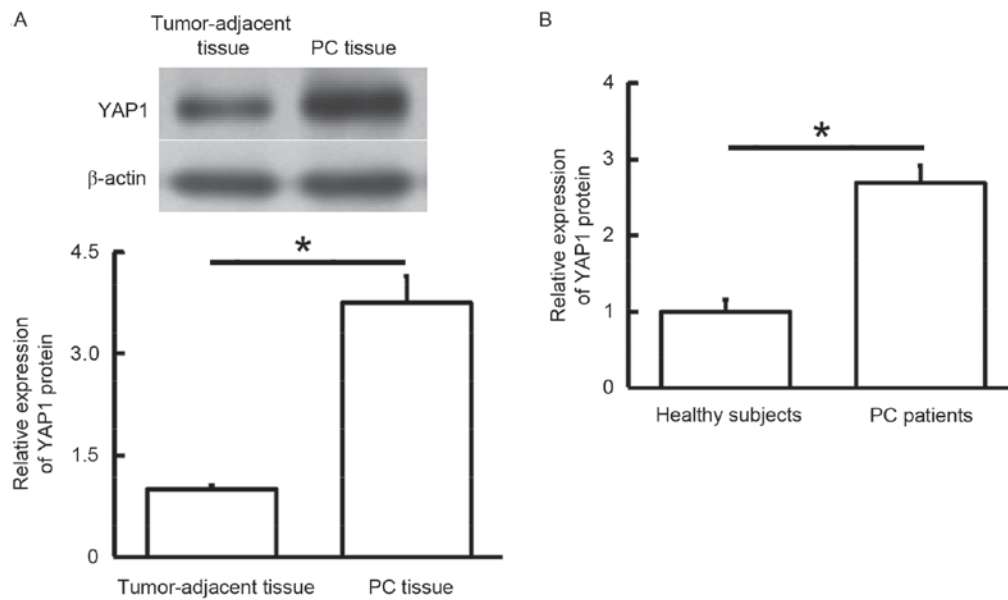 A
Tumor-adjacent
tissue
PC tissue
YAP1
β-actin
*
4.5
3.0
1.5
0
Relative expression
of YAP1 protein
Tumor-adjacent tissue
PC tissue
B
4
3
2
1
0
*
Relative expression
of YAP1 protein
Healthy subjects
PC patients